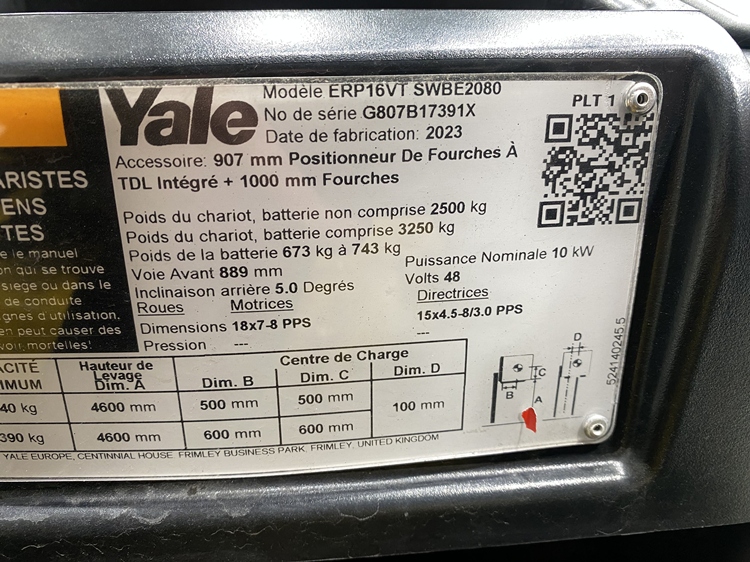 Yale
Modèle ERP16VT SWBE2080
No de série G807B17391X
Date de fabrication: 2023
PLT 1
Accessoire: 907 mm Positionneur De Fourches À
TDL Intégré + 1000 mm Fourches
Poids du chariot, batterie non comprise 2500 kg
Poids du chariot, batterie comprise 3250 kg
Poids de la batterie 673 kg à 743 kg
Puissance Nominale 10 kW
Voie Avant 889 mm
Volts 48
Inclinaison arrière 5.0 Degrés
Roues Motrices Directrices
Dimensions 18x7-8 PPS 15x4.5-8/3.0 PPS
Pression --- ---
ARISTES
ENS
TES
le manuel
on qui se trouve
siege ou dans le
de conduite
gnes d utilisation.
en peut causer des
mortelles!
ACITÉ
IMUM
Hauteur de
Levage
Dim. A
Centre de Charge
Dim. B Dim. C Dim. D
40 kg 4600 mm 500 mm 500 mm 100 mm
390 kg 4600 mm 600 mm 600 mm
B C A D
524140245.5
YALE EUROPE, CENTINNIAL HOUSE FRIMLEY BUSINESS PARK. FRIMLEY, UNITED KINGDOM